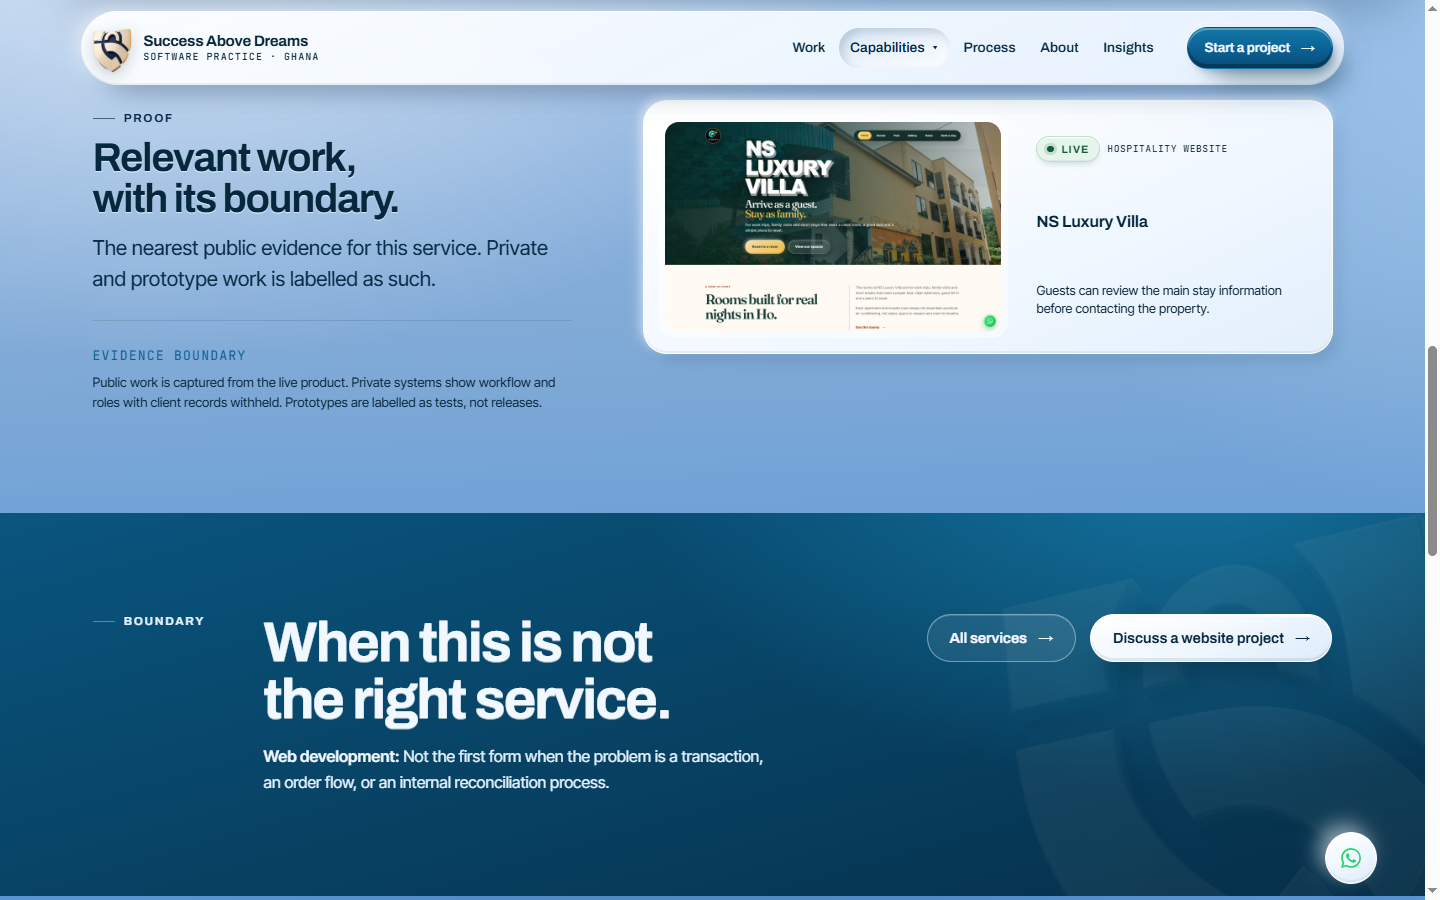 Success Above Dreams
SOFTWARE PRACTICE · GHANA
Work
Capabilities
Process
About
Insights
Start a project →
PROOF
Relevant work,
with its boundary.
The nearest public evidence for this service. Private
and prototype work is labelled as such.
EVIDENCE BOUNDARY
Public work is captured from the live product. Private systems show workflow and
roles with client records withheld. Prototypes are labelled as tests, not releases.
NS
LUXURY
VILLA
Arrive as a guest.
Stay as family.
Rooms built for real
nights in Ho.
LIVE
HOSPITALITY WEBSITE
NS Luxury Villa
Guests can review the main stay information
before contacting the property.
BOUNDARY
When this is not
the right service.
Web development: Not the first form when the problem is a transaction,
an order flow, or an internal reconciliation process.
All services →
Discuss a website project →